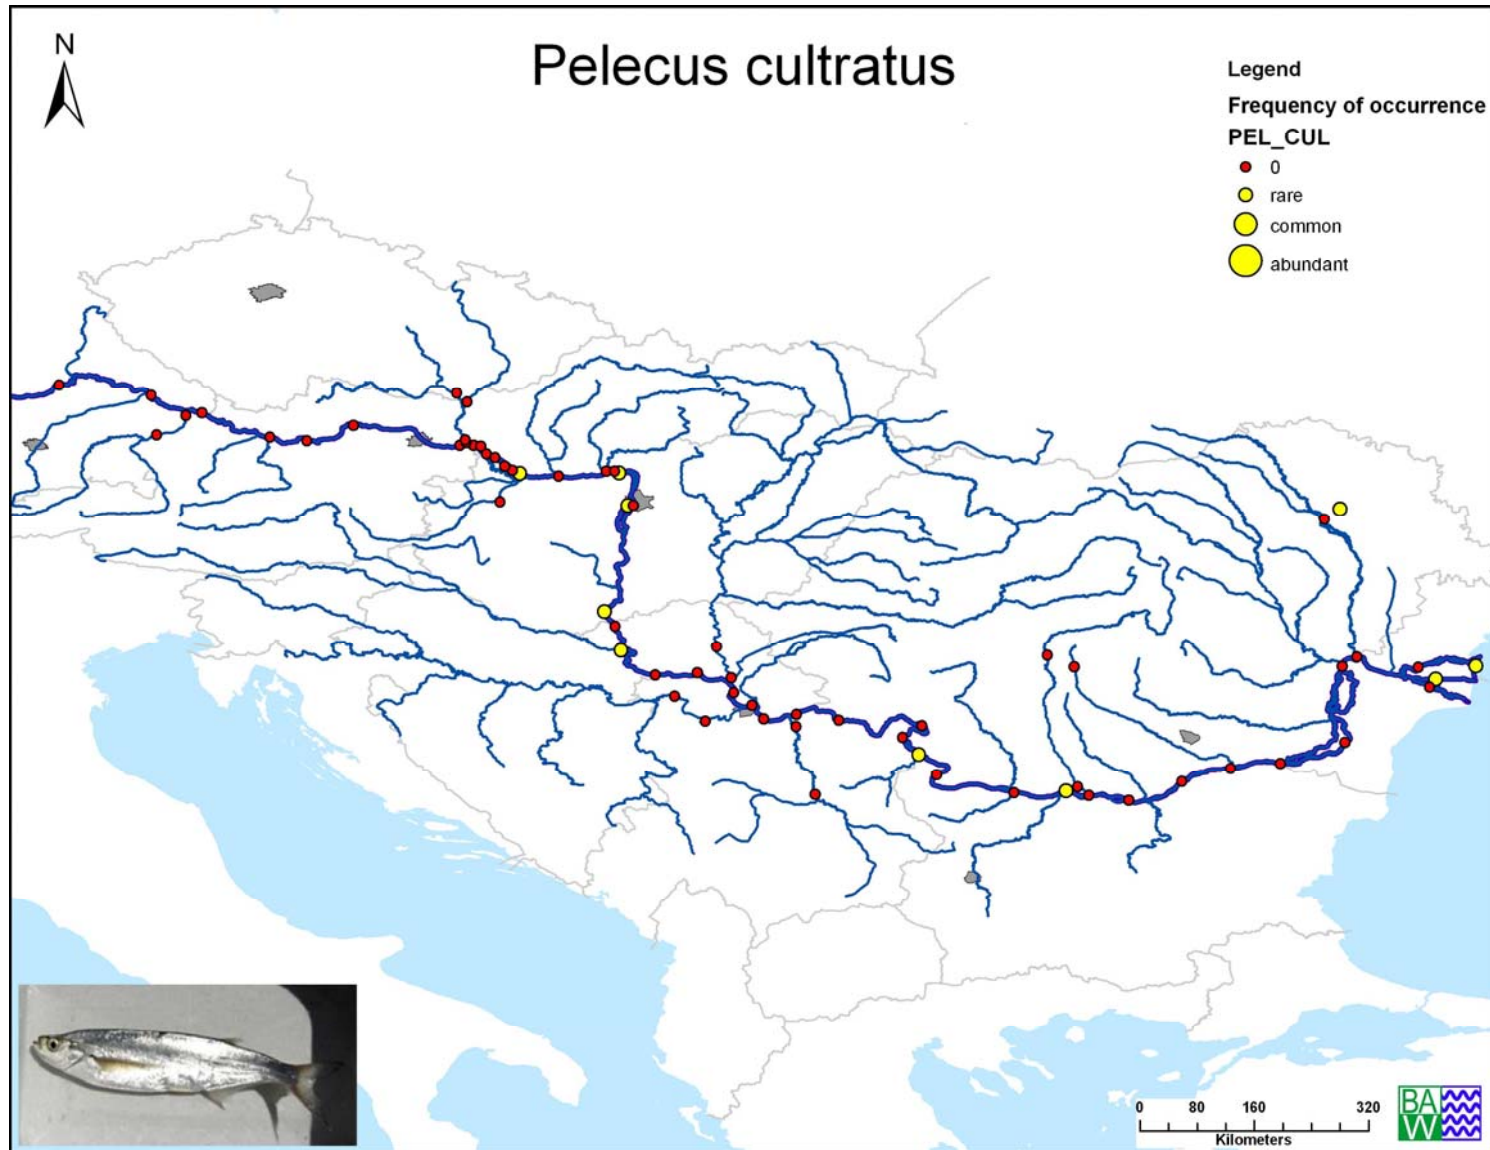 N
Pelecus cultratus
Legend
Frequency of occurrence
PEL_CUL
0
rare
common
abundant
0 80 160 320
Kilometers
BA
W